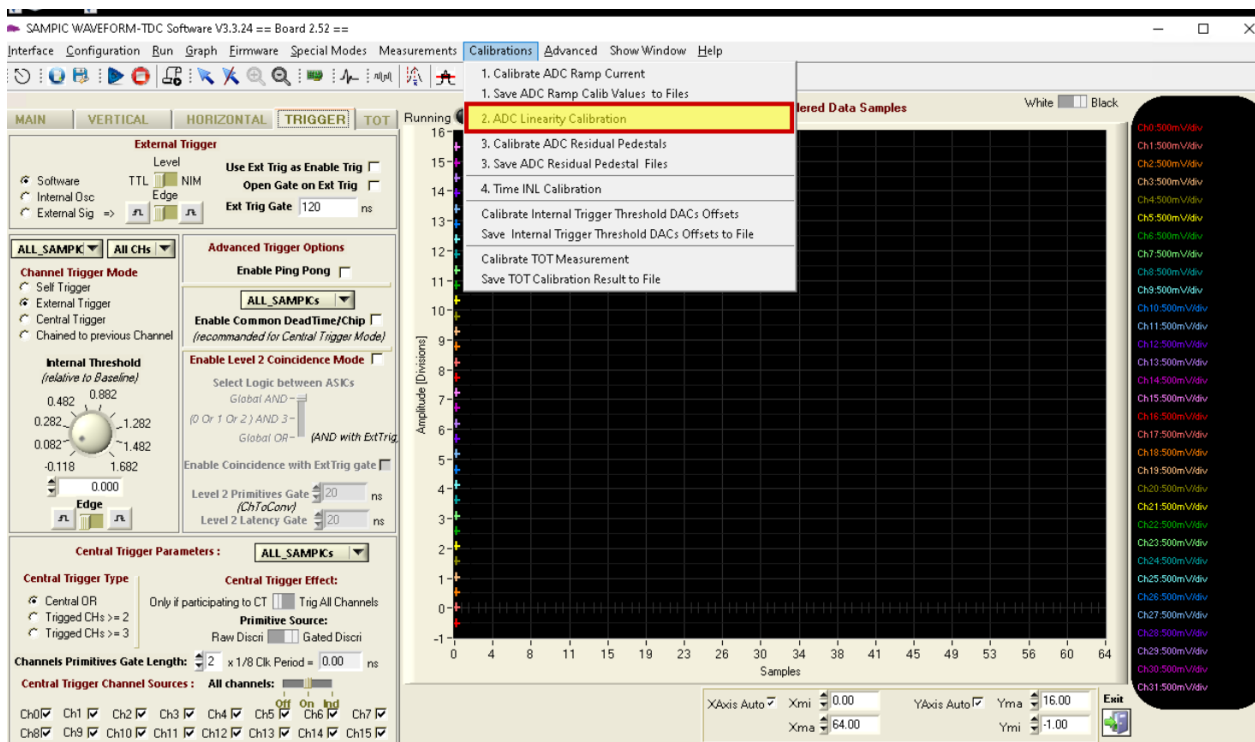 SAMPIC WAVEFORM-TDC Software V3.3.24 == Board 2.52 ==
Interface Configuration Run Graph Firmware Special Modes Measurements Calibrations Advanced Show Window Help
1. Calibrate ADC Ramp Current
1. Save ADC Ramp Calib Values to Files
2. ADC Linearity Calibration
3. Calibrate ADC Residual Pedestals
3. Save ADC Residual Pedestal Files
4. Time INL Calibration
Calibrate Internal Trigger Threshold DACs Offsets
Save Internal Trigger Threshold DACs Offsets to File
Calibrate TOT Measurement
Save TOT Calibration Result to File
MAIN VERTICAL HORIZONTAL TRIGGER TOT
External Trigger
Level
Software TTL NIM
Internal Osc Edge
External Sig =>
Use Ext Trig as Enable Trig
Open Gate on Ext Trig
Ext Trig Gate 120 ns
ALL_SAMPIC All CHs
Channel Trigger Mode
Self Trigger
External Trigger
Central Trigger
Chained to previous Channel
Internal Threshold
(relative to Baseline)
0.482 0.882
0.282 1.282
0.082 1.482
-0.118 1.682
0.000
Edge
Advanced Trigger Options
Enable Ping Pong
ALL_SAMPICs
Enable Common DeadTime/Chip
(recommanded for Central Trigger Mode)
Enable Level 2 Coincidence Mode
Select Logic between ASICs
Global AND
(0 Or 1 Or 2) AND 3
Global OR
(AND with ExtTrig
Enable Coincidence with ExtTrig gate
Level 2 Primitives Gate 20 ns
(ChToConv)
Level 2 Latency Gate 20 ns
Central Trigger Parameters : ALL_SAMPICs
Central Trigger Type
Central OR
Trigged CHs >= 2
Trigged CHs >= 3
Central Trigger Effect:
Only if participating to CT Trig All Channels
Primitive Source:
Raw Discri Gated Discri
Channels Primitives Gate Length: 2 x 1/8 Clk Period = 0.00 ns
Central Trigger Channel Sources : All channels:
Off On Ind
Ch0 Ch1 Ch2 Ch3 Ch4 Ch5 Ch6 Ch7
Ch8 Ch9 Ch10 Ch11 Ch12 Ch13 Ch14 Ch15
Running
dered Data Samples
White Black
Amplitude [Divisions]
16
15
14
13
12
11
10
9
8
7
6
5
4
3
2
1
0
-1
0 4 8 11 15 19 23 26 30 34 38 41 45 49 53 56 60 64
Samples
XAxis Auto Xmi 0.00
Xma 64.00
YAxis Auto Yma 16.00
Ymi -1.00
Exit
Ch0:500mV/div
Ch1:500mV/div
Ch2:500mV/div
Ch3:500mV/div
Ch4:500mV/div
Ch5:500mV/div
Ch6:500mV/div
Ch7:500mV/div
Ch8:500mV/div
Ch9:500mV/div
Ch10:500mV/div
Ch11:500mV/div
Ch12:500mV/div
Ch13:500mV/div
Ch14:500mV/div
Ch15:500mV/div
Ch16:500mV/div
Ch17:500mV/div
Ch18:500mV/div
Ch19:500mV/div
Ch20:500mV/div
Ch21:500mV/div
Ch22:500mV/div
Ch23:500mV/div
Ch24:500mV/div
Ch25:500mV/div
Ch26:500mV/div
Ch27:500mV/div
Ch28:500mV/div
Ch29:500mV/div
Ch30:500mV/div
Ch31:500mV/div